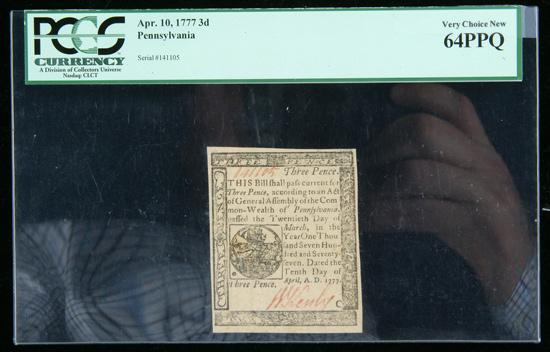 PCGS
CURRENCY
A Division of Collectors Universe
Nasdaq: CLCT
Apr. 10, 1777 3d
Pennsylvania
Serial #141105
Very Choice New
64PPQ
THREE PENCE
141105 Three Pence.
THIS Bill shall pass current for
Three Pence, according to an Act
of General Assembly of the Com
mon-Wealth of Pennsylvania,
passed the Twentieth Day of
March, in the
Year One Thou
sand Seven Hun
dred and Seventy
seven. Dated the
Tenth Day of
April, A. D. 1777.
Three Pence.
C